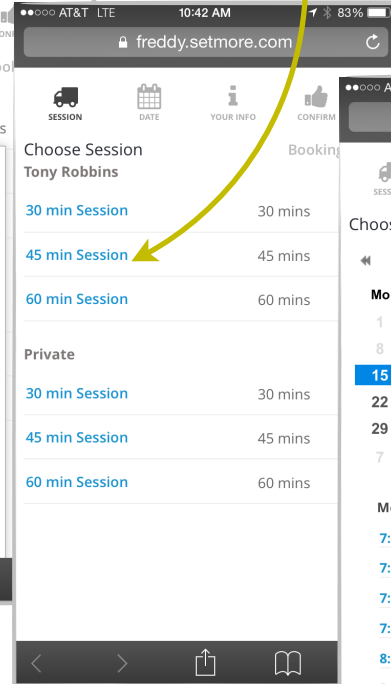 ●●○○○ AT&T LTE 10:42 AM 83%
freddy.setmore.com
SESSION DATE YOUR INFO CONFIRM
Choose Session Booking
Tony Robbins
30 min Session 30 mins
45 min Session 45 mins
60 min Session 60 mins
Private
30 min Session 30 mins
45 min Session 45 mins
60 min Session 60 mins
●●○○○ A
SESS
Choos
Mo
1
8
15
22
29
7
M
7:
7:
7:
7:
8: